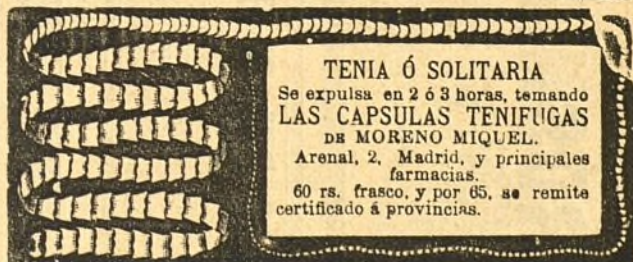 TENIA Ó SOLITARIA
Se expulsa en 2 ó 3 horas, temando
LAS CAPSULAS TENIFUGAS
DE MORENO MIQUEL.
Arenal, 2, Madrid, y principales
farmacias.
60 rs. frasco, y por 65, se remite
certificado á provincias.